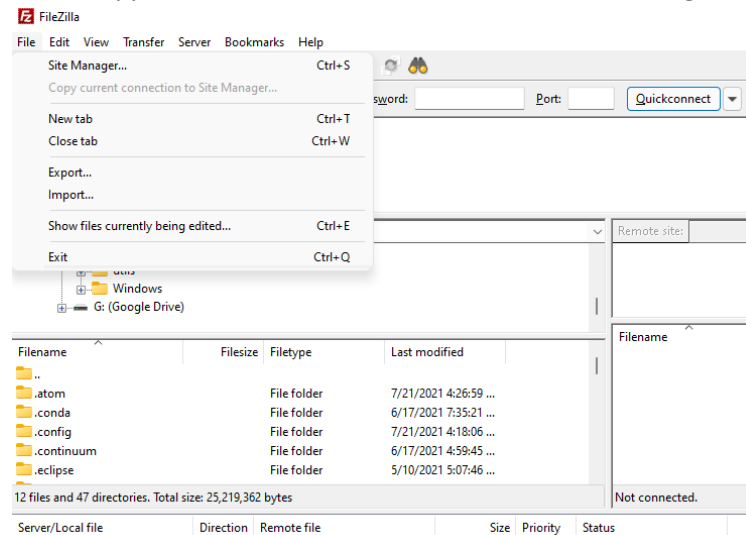 FileZilla
File Edit View Transfer Server Bookmarks Help
Site Manager... Ctrl+S
Copy current connection to Site Manager...
sword: Port: Quickconnect
New tab Ctrl+T
Close tab Ctrl+W
Export...
Import...
Show files currently being edited... Ctrl+E
Remote site:
Exit Ctrl+Q
utils
Windows
G: (Google Drive)
Filename
Filename Filesize Filetype Last modified
..
.atom File folder 7/21/2021 4:26:59 ...
.conda File folder 6/17/2021 7:35:21 ...
.config File folder 7/21/2021 4:18:06 ...
.continuum File folder 6/17/2021 4:59:45 ...
.eclipse File folder 5/10/2021 5:07:46 ...
12 files and 47 directories. Total size: 25,219,362 bytes
Not connected.
Server/Local file Direction Remote file Size Priority Status